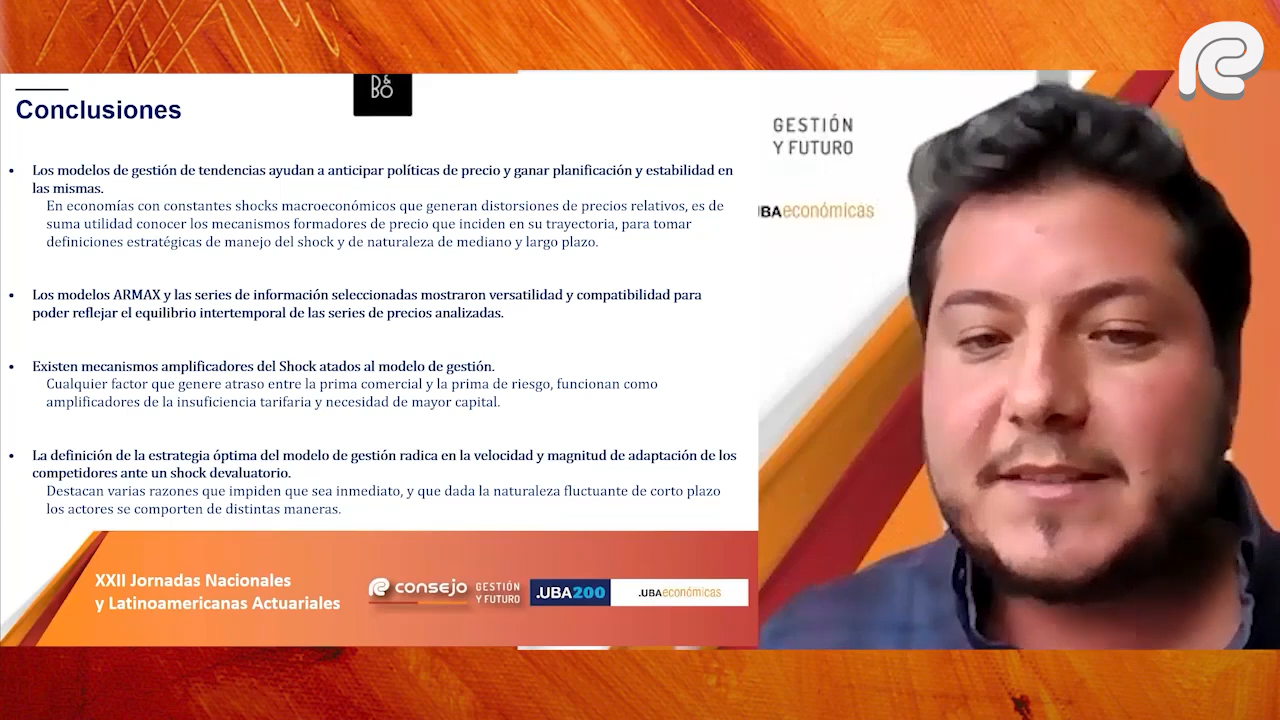 Conclusiones
B&
BO
• Los modelos de gestión de tendencias ayudan a anticipar políticas de precio y ganar planificación y estabilidad en
las mismas.
En economías con constantes shocks macroeconómicos que generan distorsiones de precios relativos, es de
suma utilidad conocer los mecanismos formadores de precio que inciden en su trayectoria, para tomar
definiciones estratégicas de manejo del shock y de naturaleza de mediano y largo plazo.
• Los modelos ARMAX y las series de información seleccionadas mostraron versatilidad y compatibilidad para
poder reflejar el equilibrio intertemporal de las series de precios analizadas.
• Existen mecanismos amplificadores del Shock atados al modelo de gestión.
Cualquier factor que genere atraso entre la prima comercial y la prima de riesgo, funcionan como
amplificadores de la insuficiencia tarifaria y necesidad de mayor capital.
• La definición de la estrategia óptima del modelo de gestión radica en la velocidad y magnitud de adaptación de los
competidores ante un shock devaluatorio.
Destacan varias razones que impiden que sea inmediato, y que dada la naturaleza fluctuante de corto plazo
los actores se comporten de distintas maneras.
XXII Jornadas Nacionales
y Latinoamericanas Actuariales
consejo
GESTIÓN
Y FUTURO
.UBA200
.UBAeconómicas
GESTIÓN
Y FUTURO
UBAeconómicas